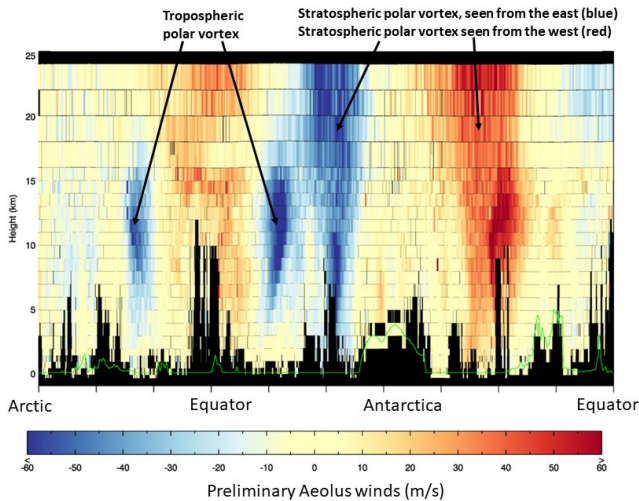 Tropospheric
polar vortex
Stratospheric polar vortex, seen from the east (blue)
Stratospheric polar vortex seen from the west (red)
Height (km)
25
20
15
10
5
0
Arctic Equator Antarctica Equator
< >
-60 -50 -40 -30 -20 -10 0 10 20 30 40 50 60
Preliminary Aeolus winds (m/s)